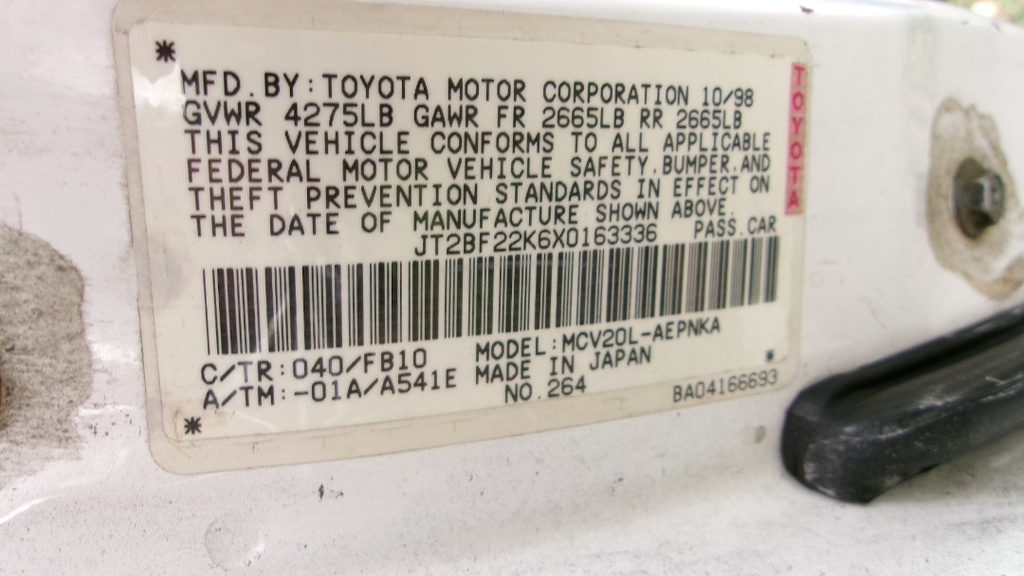 MFD. BY: TOYOTA MOTOR CORPORATION 10/98
GVWR 4275LB GAWR FR 2665LB RR 2665LB
THIS VEHICLE CONFORMS TO ALL APPLICABLE
FEDERAL MOTOR VEHICLE SAFETY, BUMPER, AND
THEFT PREVENTION STANDARDS IN EFFECT ON
THE DATE OF MANUFACTURE SHOWN ABOVE.
JT2BF22K6X0163336 PASS. CAR
TOYOTA
C/TR: 040/FB10 MODEL: MCV20L-AEPNKA
A/TM: -01A/A541E MADE IN JAPAN
NO. 264 BA04166693